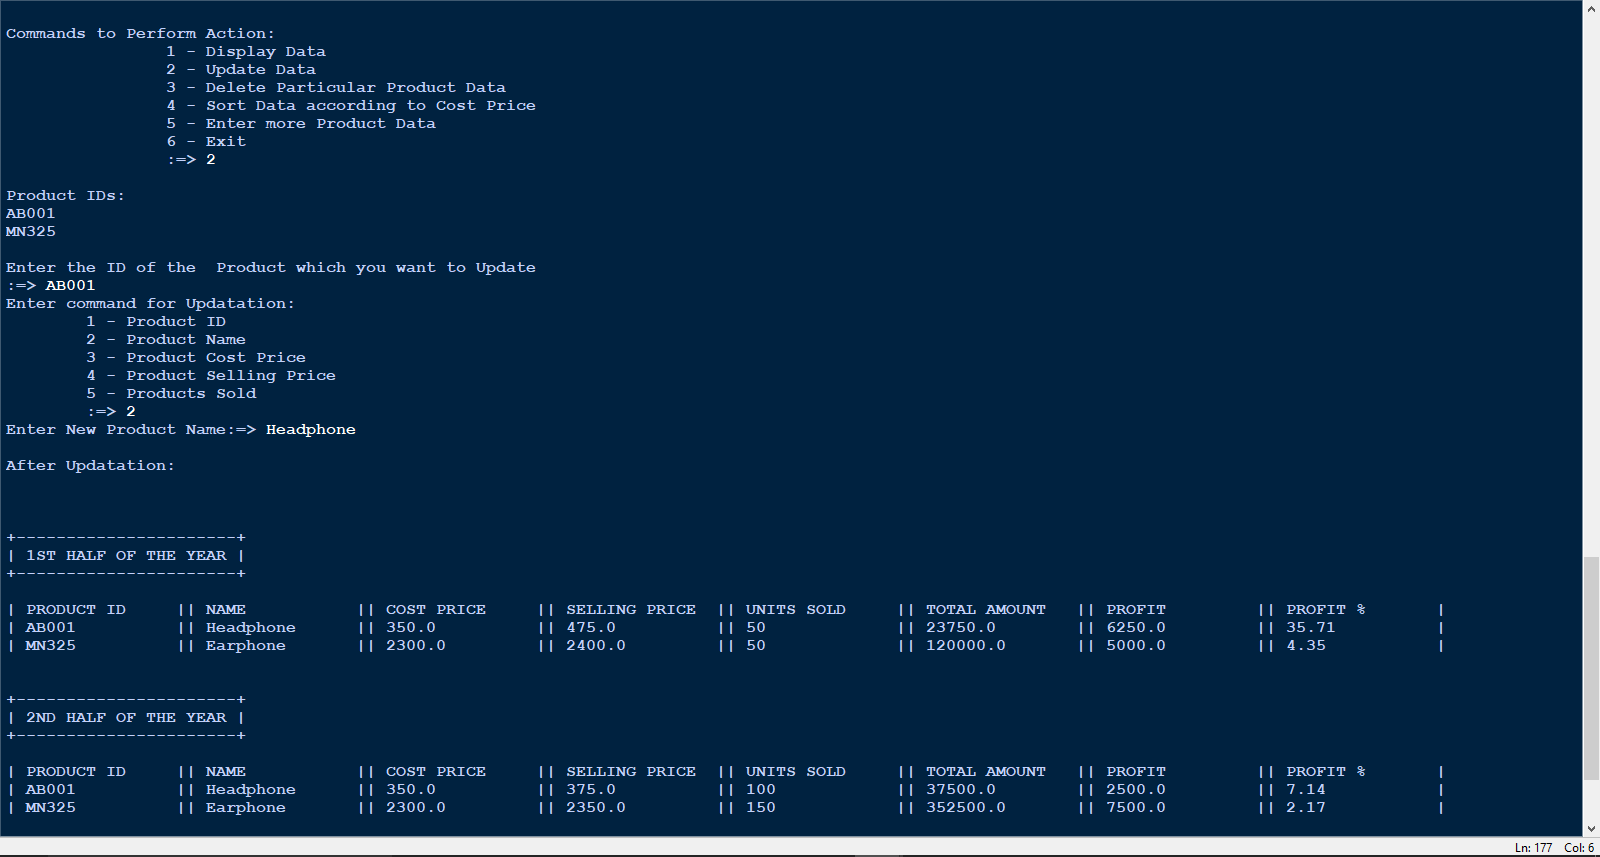 Commands to Perform Action:
1 - Display Data
2 - Update Data
3 - Delete Particular Product Data
4 - Sort Data according to Cost Price
5 - Enter more Product Data
6 - Exit
:=> 2
Product IDs:
AB001
MN325
Enter the ID of the  Product which you want to Update
:=> AB001
Enter command for Updatation:
1 - Product ID
2 - Product Name
3 - Product Cost Price
4 - Product Selling Price
5 - Products Sold
:=> 2
Enter New Product Name:=> Headphone
After Updatation:
+----------------------+
| 1ST HALF OF THE YEAR |
+----------------------+
| PRODUCT ID     || NAME           || COST PRICE     || SELLING PRICE  || UNITS SOLD     || TOTAL AMOUNT   || PROFIT         || PROFIT %       |
| AB001          || Headphone      || 350.0          || 475.0          || 50             || 23750.0        || 6250.0         || 35.71          |
| MN325          || Earphone       || 2300.0         || 2400.0         || 50             || 120000.0       || 5000.0         || 4.35           |
+----------------------+
| 2ND HALF OF THE YEAR |
+----------------------+
| PRODUCT ID     || NAME           || COST PRICE     || SELLING PRICE  || UNITS SOLD     || TOTAL AMOUNT   || PROFIT         || PROFIT %       |
| AB001          || Headphone      || 350.0          || 375.0          || 100            || 37500.0        || 2500.0         || 7.14           |
| MN325          || Earphone       || 2300.0         || 2350.0         || 150            || 352500.0       || 7500.0         || 2.17           |
Ln: 177 Col: 6